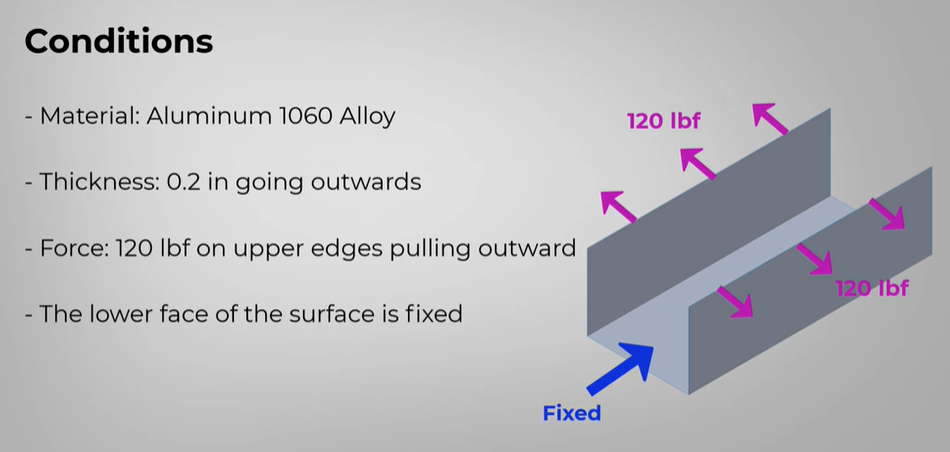 Conditions
- Material: Aluminum 1060 Alloy
- Thickness: 0.2 in going outwards
- Force: 120 lbf on upper edges pulling outward
- The lower face of the surface is fixed
120 lbf
120 lbf
Fixed